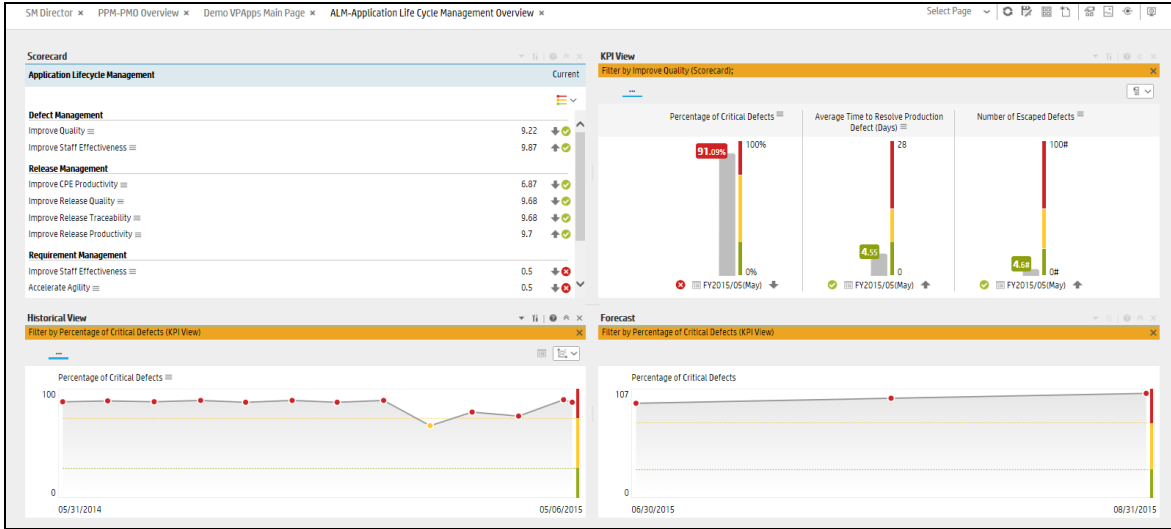 SM Director × PPM-PMO Overview × Demo VPApps Main Page × ALM-Application Life Cycle Management Overview × Select Page
Scorecard
Application Lifecycle Management Current
Defect Management
Improve Quality 9.22
Improve Staff Effectiveness 9.87
Release Management
Improve CPE Productivity 6.87
Improve Release Quality 9.68
Improve Release Traceability 9.68
Improve Release Productivity 9.7
Requirement Management
Improve Staff Effectiveness 0.5
Accelerate Agility 0.5
KPI View
Filter by Improve Quality (Scorecard);
...
Percentage of Critical Defects
91.09%
100%
0%
FY2015/05(May)
Average Time to Resolve Production
Defect (Days)
28
4.55
0
FY2015/05(May)
Number of Escaped Defects
100#
4.6#
0#
FY2015/05(May)
Historical View
Filter by Percentage of Critical Defects (KPI View)
...
Percentage of Critical Defects
100
0
05/31/2014 05/06/2015
Forecast
Filter by Percentage of Critical Defects (KPI View)
Percentage of Critical Defects
107
0
06/30/2015 08/31/2015